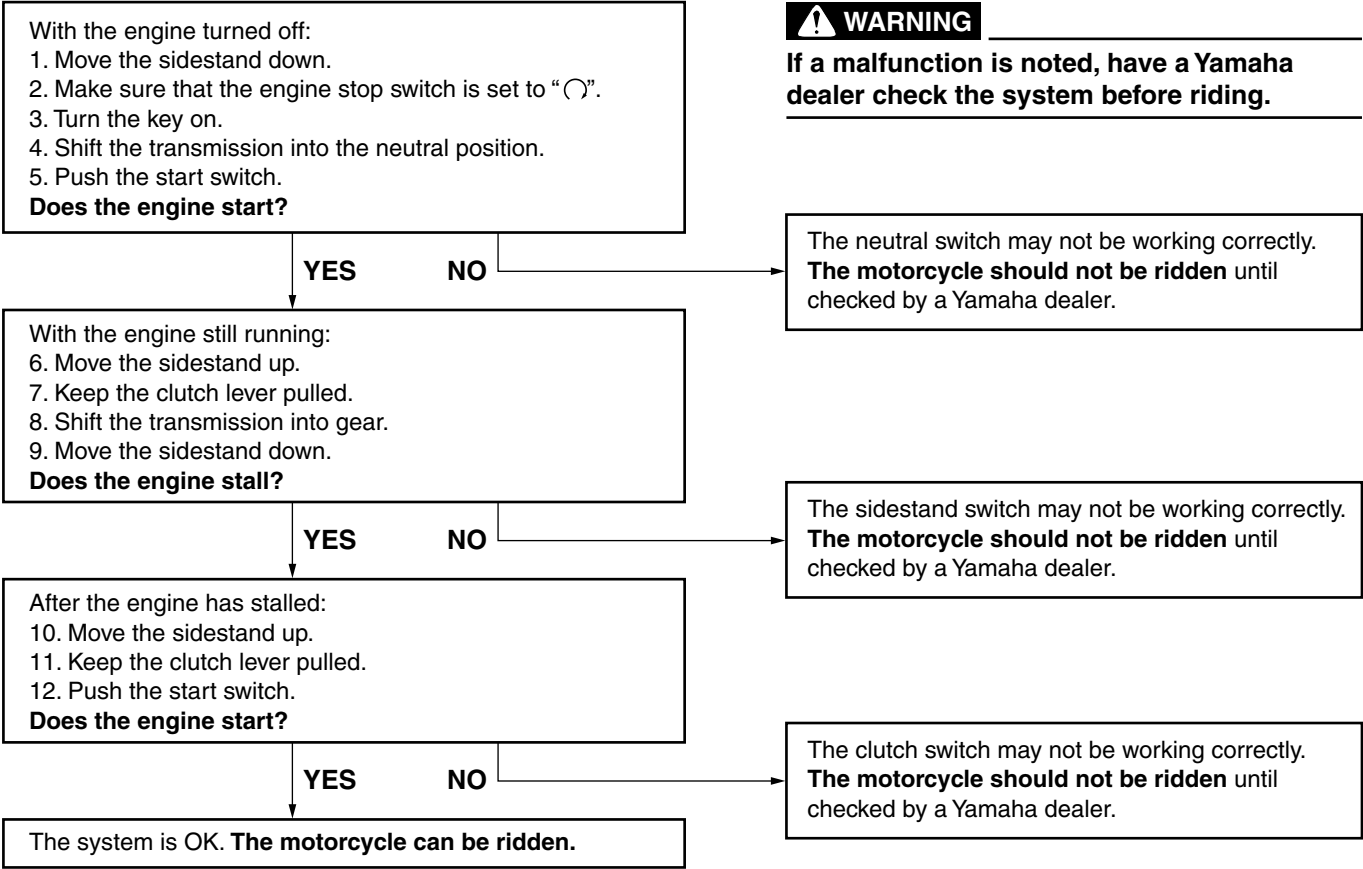 With the engine turned off:
1. Move the sidestand down.
2. Make sure that the engine stop switch is set to “ ”.
3. Turn the key on.
4. Shift the transmission into the neutral position.
5. Push the start switch.
Does the engine start?
WARNING
If a malfunction is noted, have a Yamaha
dealer check the system before riding.
YES NO
The neutral switch may not be working correctly.
The motorcycle should not be ridden until
checked by a Yamaha dealer.
With the engine still running:
6. Move the sidestand up.
7. Keep the clutch lever pulled.
8. Shift the transmission into gear.
9. Move the sidestand down.
Does the engine stall?
YES NO
The sidestand switch may not be working correctly.
The motorcycle should not be ridden until
checked by a Yamaha dealer.
After the engine has stalled:
10. Move the sidestand up.
11. Keep the clutch lever pulled.
12. Push the start switch.
Does the engine start?
YES NO
The clutch switch may not be working correctly.
The motorcycle should not be ridden until
checked by a Yamaha dealer.
The system is OK. The motorcycle can be ridden.